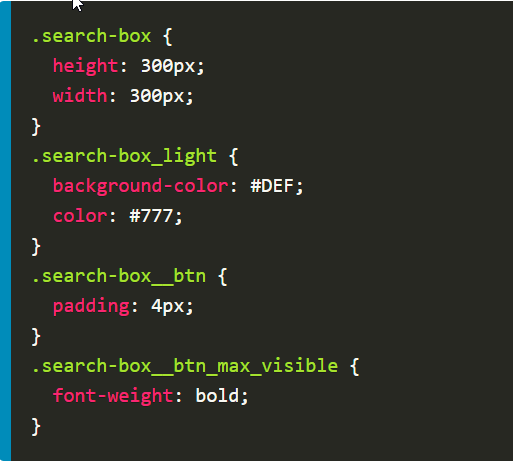 .search-box {
  height: 300px;
  width: 300px;
}
.search-box_light {
  background-color: #DEF;
  color: #777;
}
.search-box__btn {
  padding: 4px;
}
.search-box__btn_max_visible {
  font-weight: bold;
}